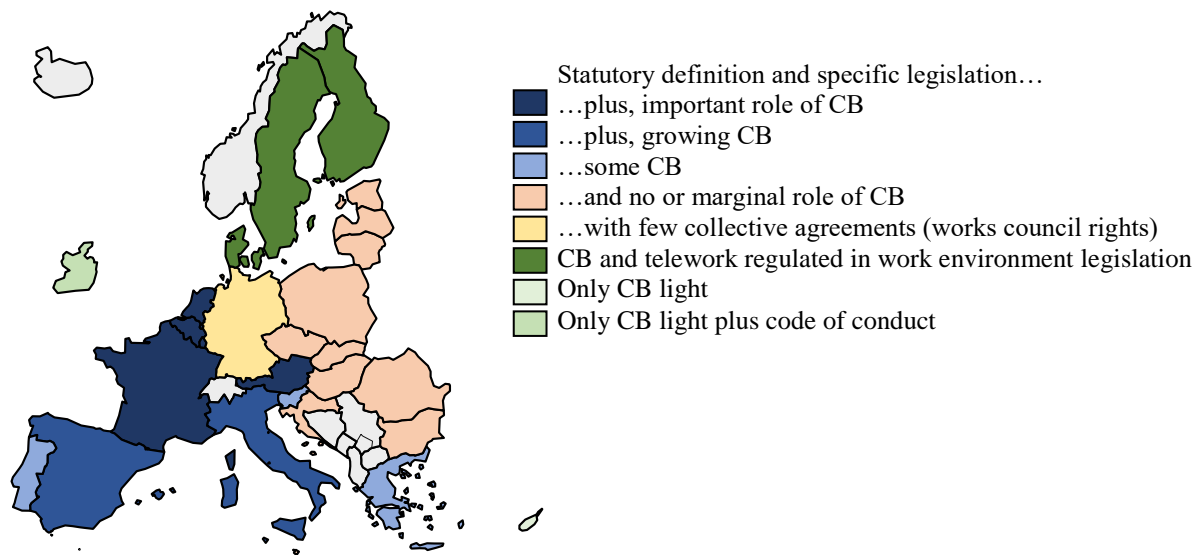 Statutory definition and specific legislation…
…plus, important role of CB
…plus, growing CB
…some CB
…and no or marginal role of CB
…with few collective agreements (works council rights)
CB and telework regulated in work environment legislation
Only CB light
Only CB light plus code of conduct